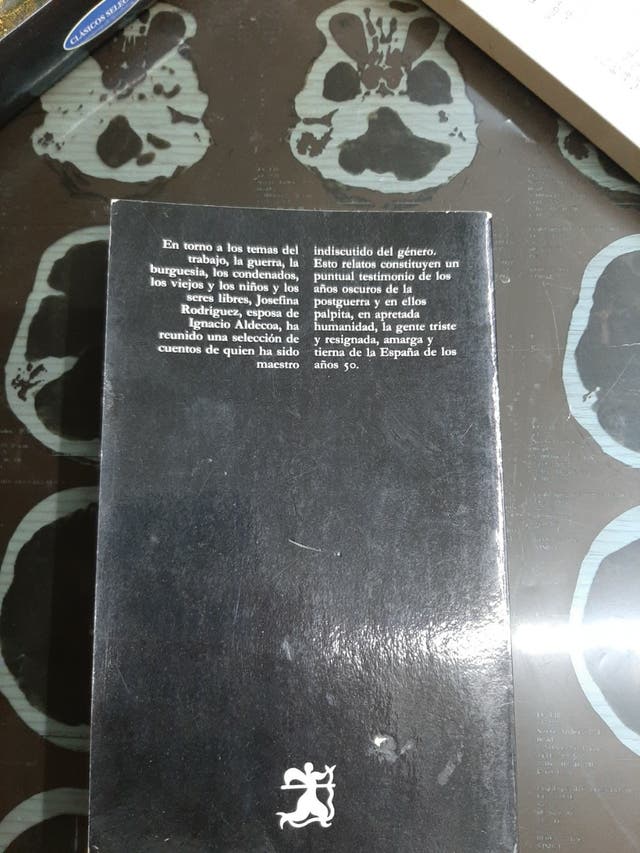 CLÁSICOS SELEC
En torno a los temas del
trabajo, la guerra, la
burguesia, los condenados,
los viejos y los niños y los
seres libres, Josefina
Rodriguez, esposa de
Ignacio Aldecoa, ha
reunido una selección de
cuentos de quien ha sido
maestro
indiscutido del género.
Esto relatos constituyen un
puntual testimonio de los
años oscuros de la
postguerra y en ellos
palpita, en apretada
humanidad, la gente triste
y resignada, amarga y
tierna de la España de los
años 50.